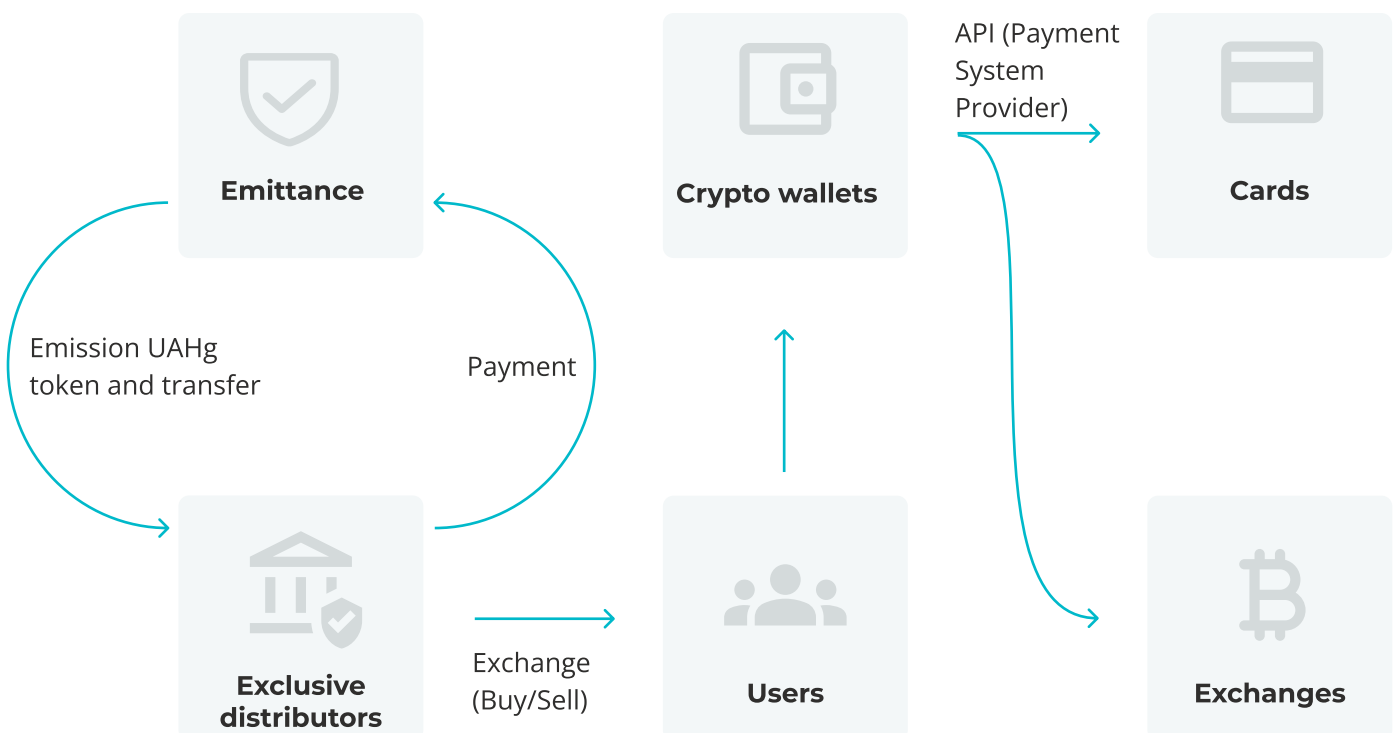 API (Payment
System
Provider)
Emittance
Crypto wallets
Cards
Emission UAHg
token and transfer
Payment
Exchange
(Buy/Sell)
Exclusive
distributors
Users
Exchanges